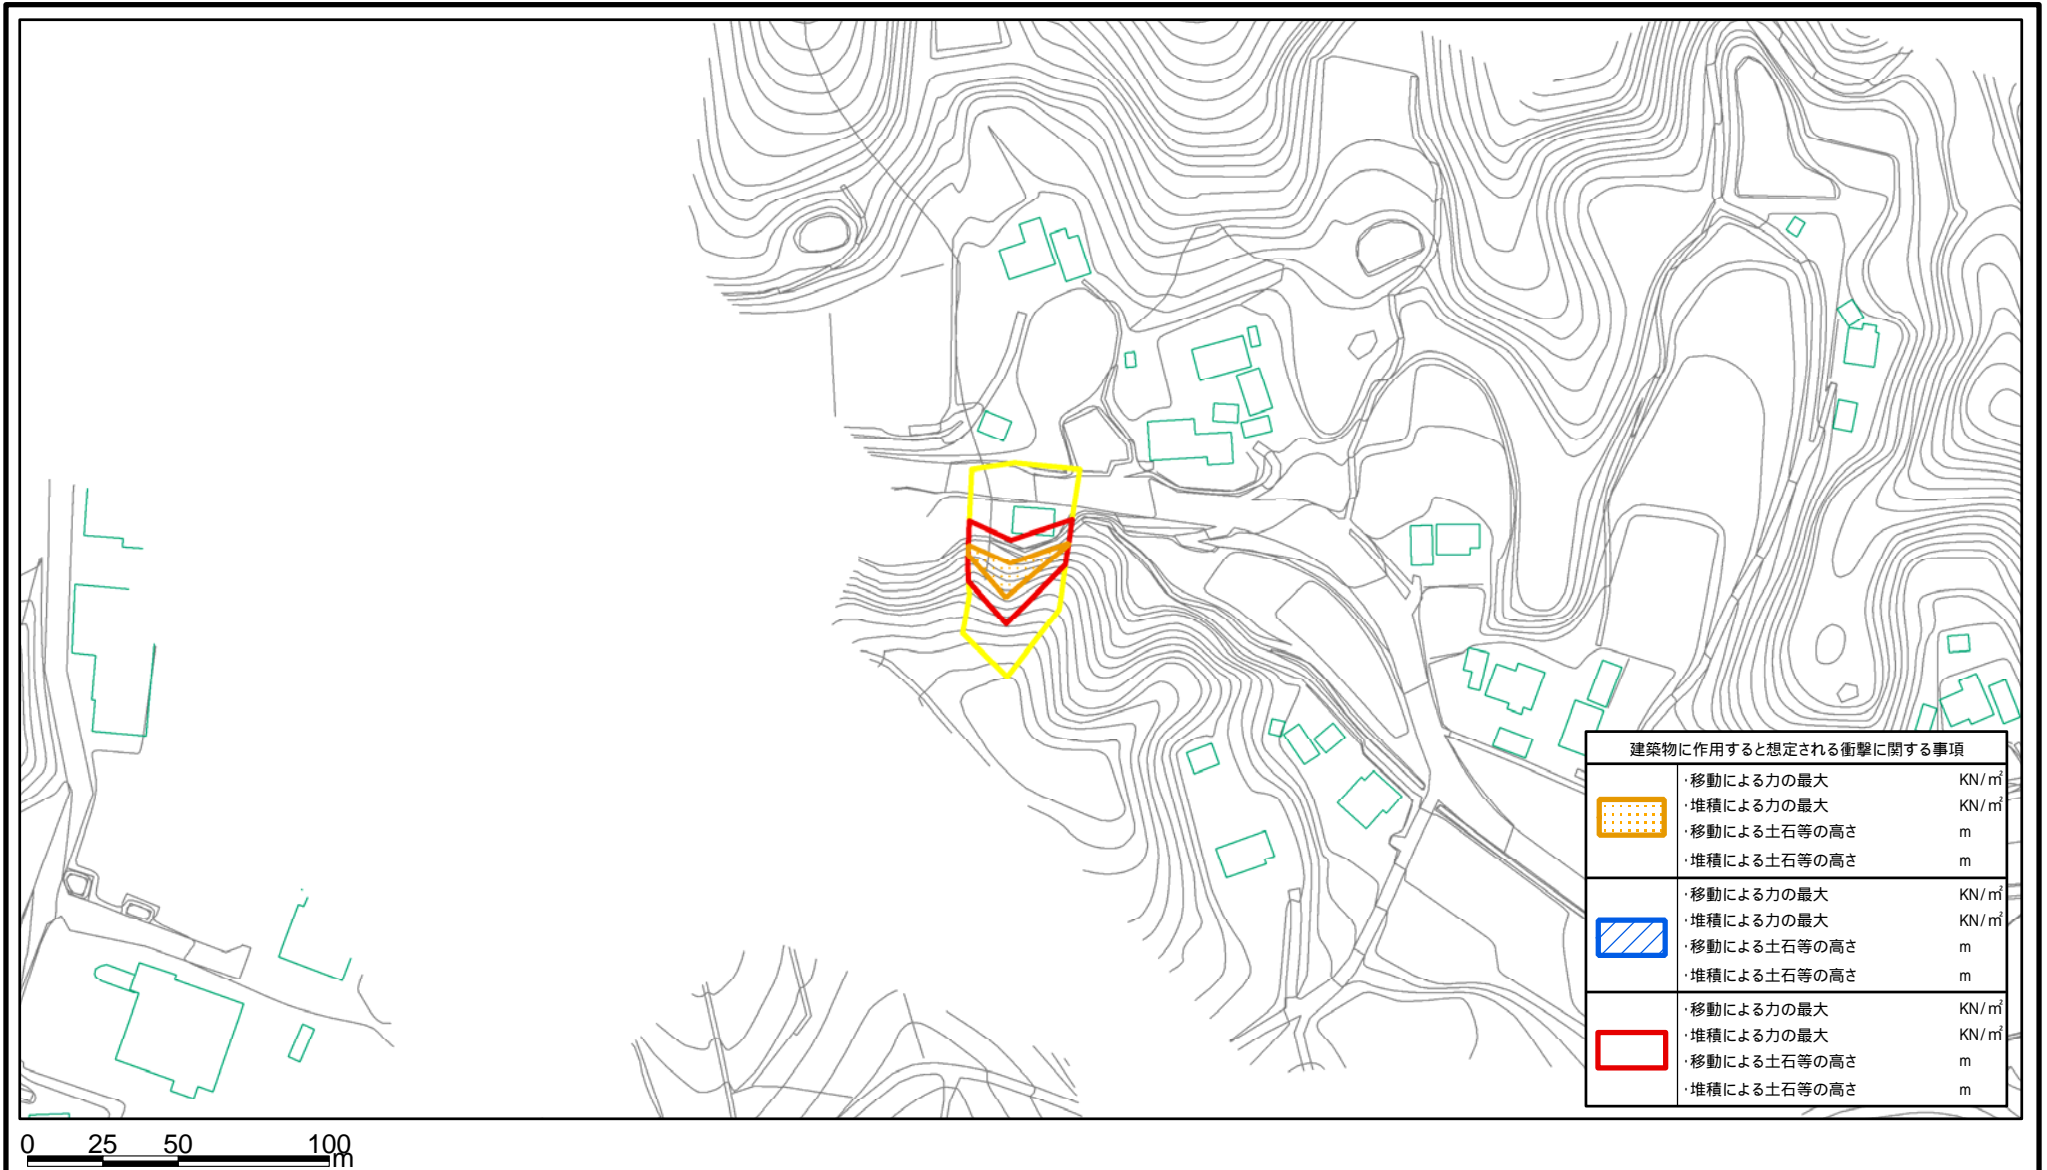 建築物に作用すると想定される衝撃に関する事項
・移動による力の最大 KN/㎡
・堆積による力の最大 KN/㎡
・移動による土石等の高さ m
・堆積による土石等の高さ m
・移動による力の最大 KN/㎡
・堆積による力の最大 KN/㎡
・移動による土石等の高さ m
・堆積による土石等の高さ m
・移動による力の最大 KN/㎡
・堆積による力の最大 KN/㎡
・移動による土石等の高さ m
・堆積による土石等の高さ m
0 25 50 100
m